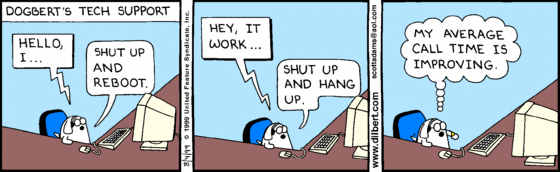 DOGBERT'S TECH SUPPORT
HELLO,
I...
SHUT UP
AND
REBOOT.
8/4/99 © 1999 United Feature Syndicate, Inc.
HEY, IT
WORK...
SHUT UP
AND HANG
UP.
www.dilbert.com scottadams@aol.com
MY AVERAGE
CALL TIME IS
IMPROVING.